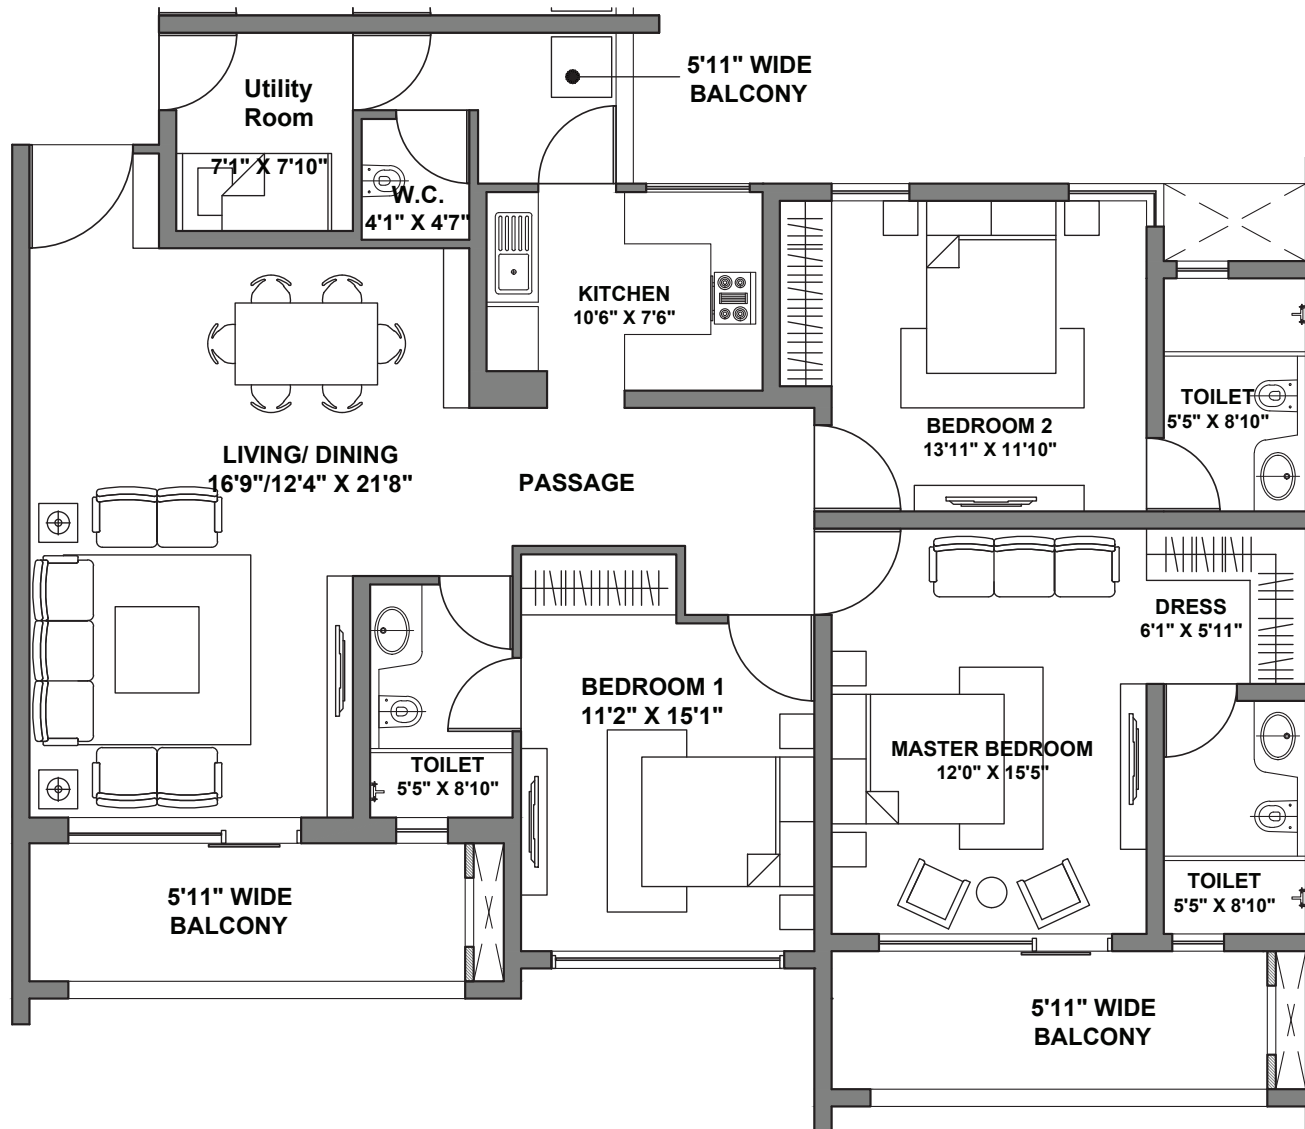 5'11" WIDE
BALCONY
Utility
Room
7'1" X 7'10"
W.C.
4'1" X 4'7"
KITCHEN
10'6" X 7'6"
TOILET
5'5" X 8'10"
BEDROOM 2
13'11" X 11'10"
LIVING/ DINING
16'9"/12'4" X 21'8"
PASSAGE
DRESS
6'1" X 5'11"
BEDROOM 1
11'2" X 15'1"
MASTER BEDROOM
12'0" X 15'5"
TOILET
5'5" X 8'10"
TOILET
5'5" X 8'10"
5'11" WIDE
BALCONY
5'11" WIDE
BALCONY